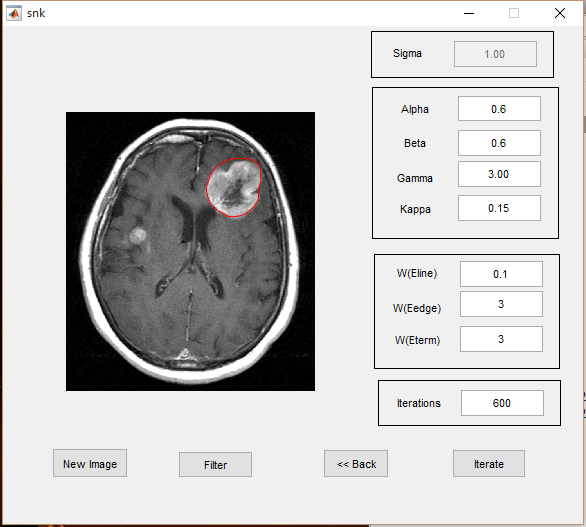 snk
Sigma 1.00
Alpha 0.6
Beta 0.6
Gamma 3.00
Kappa 0.15
W(Eline) 0.1
W(Eedge) 3
W(Eterm) 3
Iterations 600
New Image Filter << Back Iterate